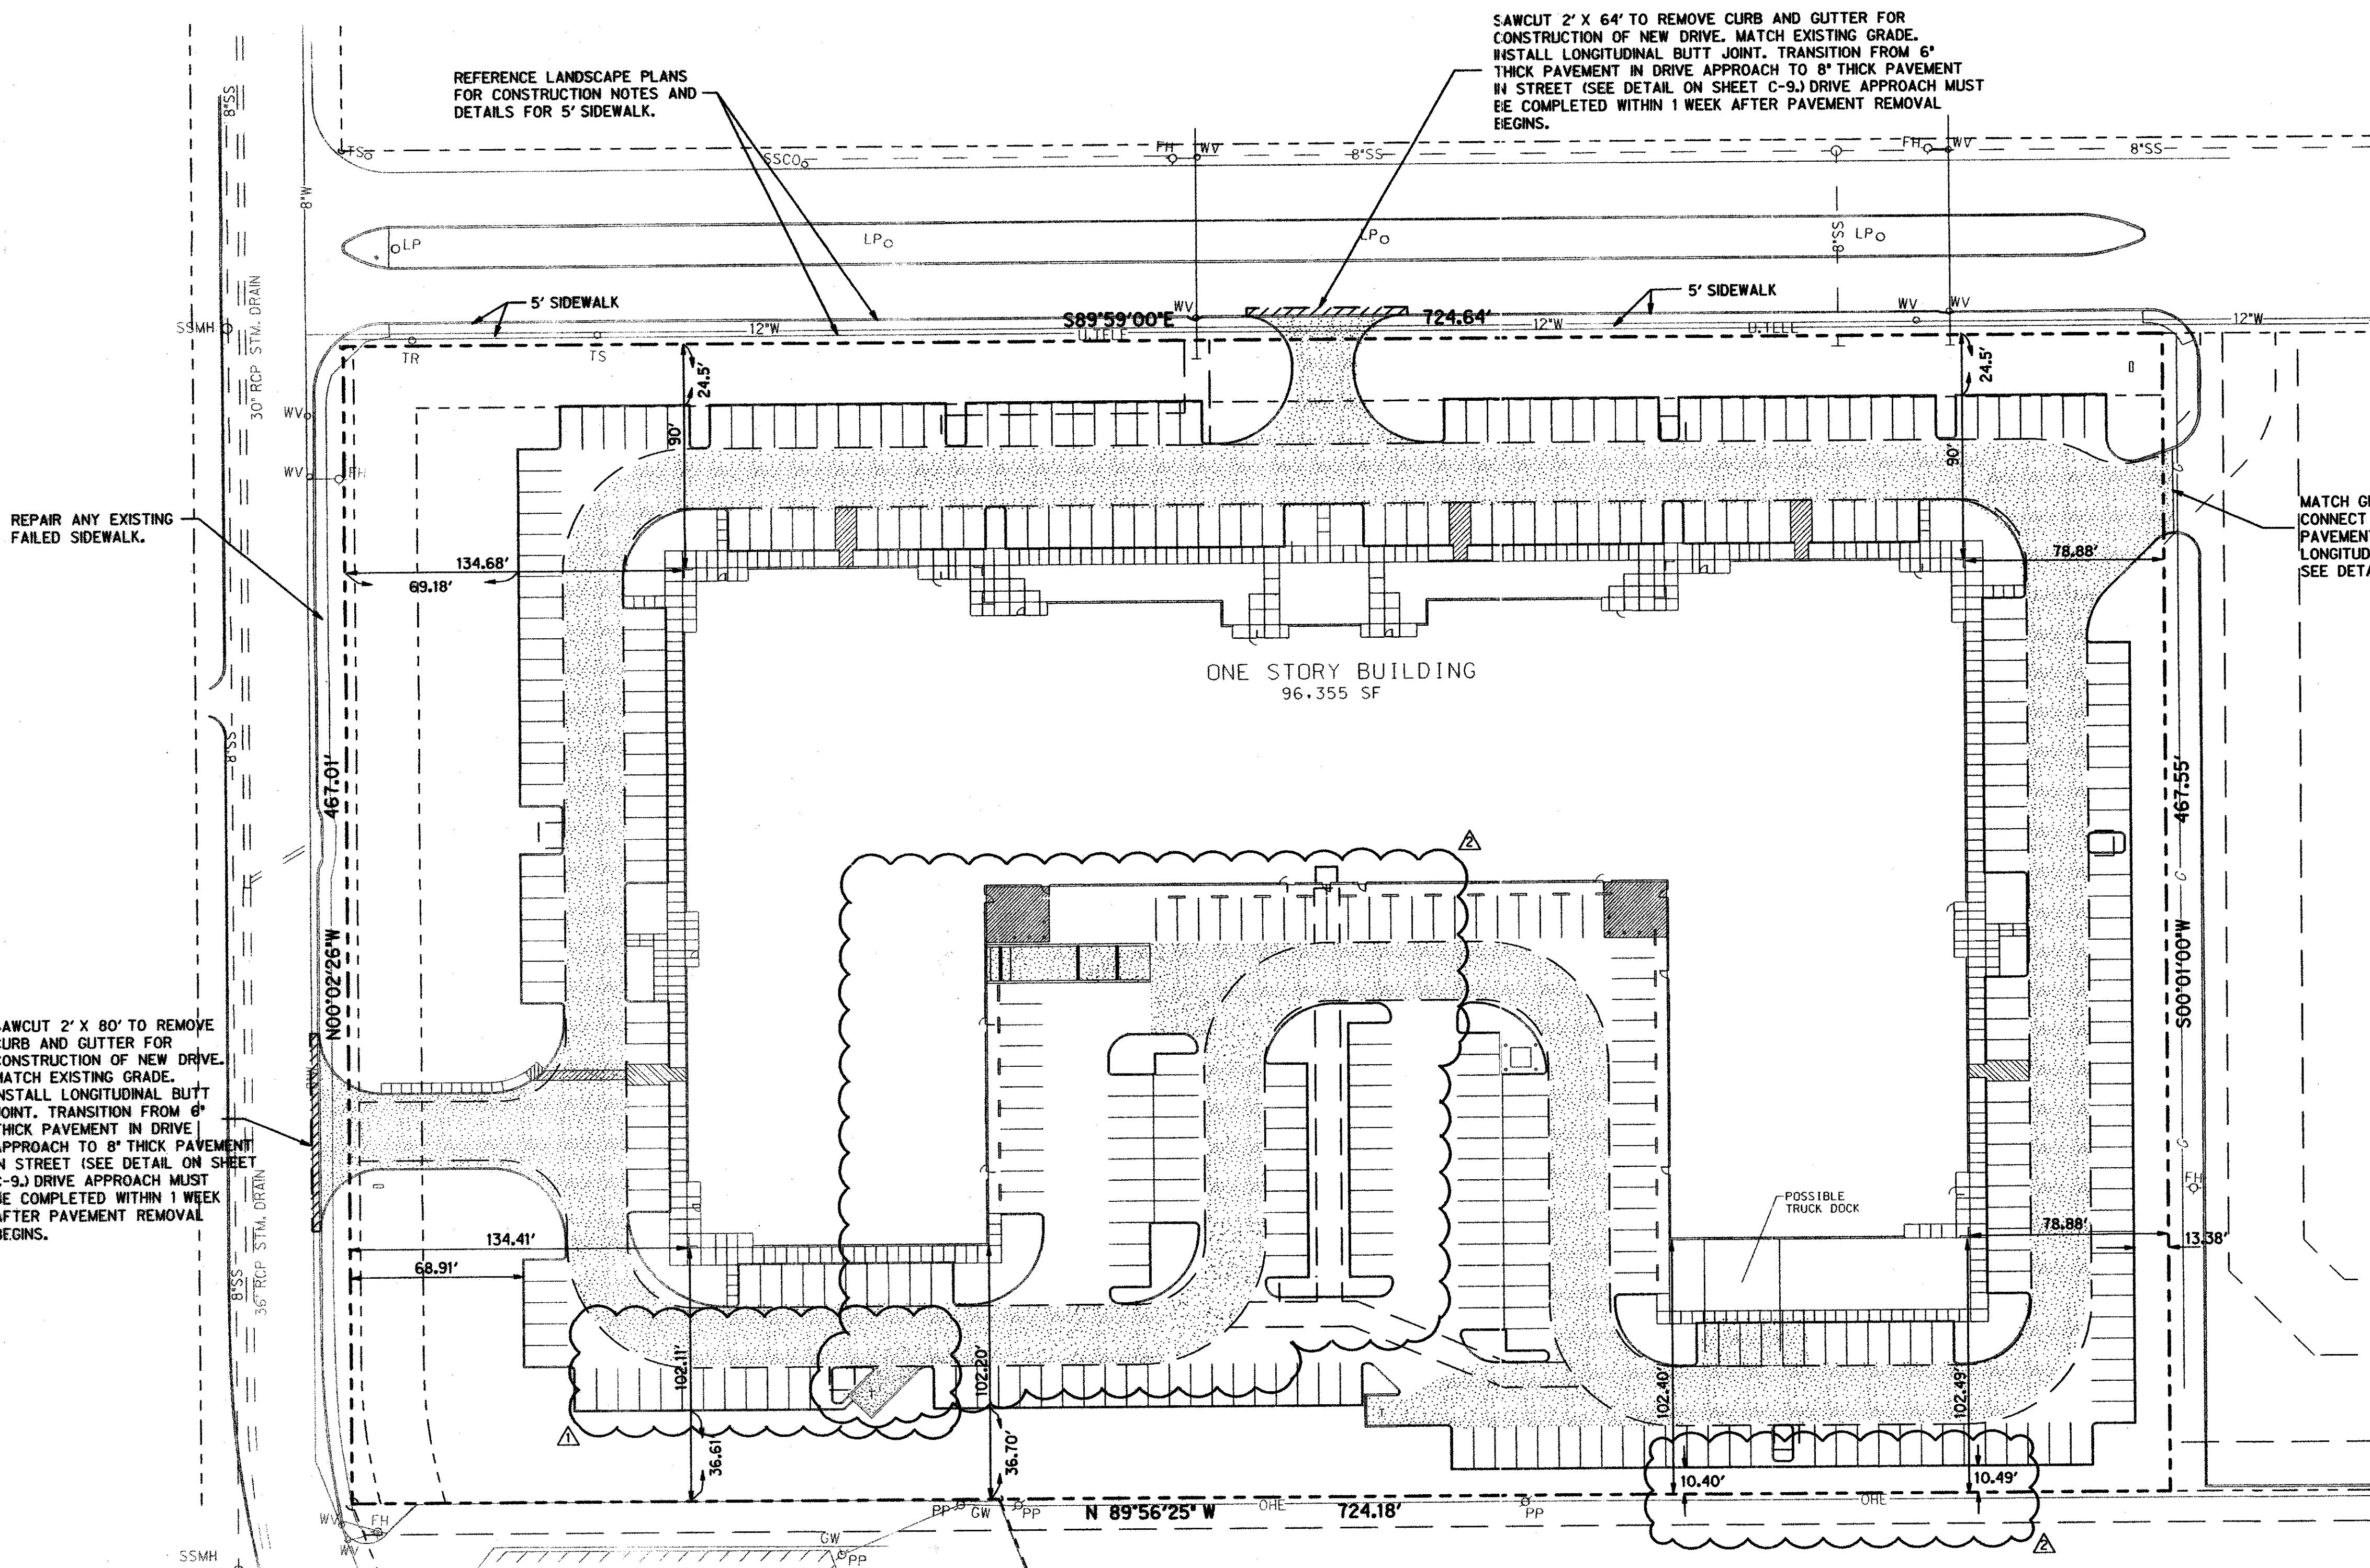 SAWCUT 2' X 64' TO REMOVE CURB AND GUTTER FOR
CONSTRUCTION OF NEW DRIVE. MATCH EXISTING GRADE.
INSTALL LONGITUDINAL BUTT JOINT. TRANSITION FROM 6"
THICK PAVEMENT IN DRIVE APPROACH TO 8" THICK PAVEMENT
IN STREET (SEE DETAIL ON SHEET C-9.) DRIVE APPROACH MUST
BE COMPLETED WITHIN 1 WEEK AFTER PAVEMENT REMOVAL
BEGINS.
REFERENCE LANDSCAPE PLANS
FOR CONSTRUCTION NOTES AND
DETAILS FOR 5' SIDEWALK.
8"SS
8"W
TS
SSCO
FH
WV
8"SS
FH
WV
8"SS
LP
LP
LP
LP
8"SS
30" RCP STM. DRAIN
SSMH
5' SIDEWALK
12"W
S89°59'00"E
WV
724.64'
5' SIDEWALK
12"W
WV
WV
12"W
TR
TS
U.TELE
U.TELE
24.5'
24.5'
WV
90'
90'
WV
FH
REPAIR ANY EXISTING
FAILED SIDEWALK.
134.68'
69.18'
78.88'
G
MATCH
CONNECT
PAVEMEN
LONGITUD
SEE DETA
ONE STORY BUILDING
96,355 SF
8"SS
467.01'
N00°02'26"W
467.55'
S00°01'00"W
G
G
G
2
AWCUT 2' X 80' TO REMOVE
CURB AND GUTTER FOR
CONSTRUCTION OF NEW DRIVE.
MATCH EXISTING GRADE.
INSTALL LONGITUDINAL BUTT
JOINT. TRANSITION FROM 6"
THICK PAVEMENT IN DRIVE
APPROACH TO 8" THICK PAVEMENT
IN STREET (SEE DETAIL ON SHEET
C-9.) DRIVE APPROACH MUST
BE COMPLETED WITHIN 1 WEEK
AFTER PAVEMENT REMOVAL
BEGINS.
8"SS
36" RCP STM. DRAIN
FH
POSSIBLE
TRUCK DOCK
134.41'
68.91'
78.88'
13.38'
102.11'
102.20'
102.40'
102.49'
T
T
1
36.61'
36.70'
10.40'
10.49'
PP
GW
PP
N 89°56'25" W
OHE
724.18'
PP
OHE
WV
FH
WV
GW
PP
SSMH
2